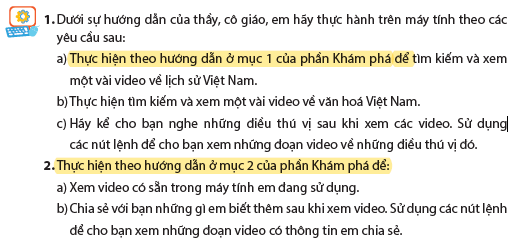 1. Dưới sự hướng dẫn của thầy, cô giáo, em hãy thực hành trên máy tính theo các
yêu cầu sau:
a) Thực hiện theo hướng dẫn ở mục 1 của phần Khám phá để tìm kiếm và xem
một vài video về lịch sử Việt Nam.
b) Thực hiện tìm kiếm và xem một vài video về văn hoá Việt Nam.
c) Hãy kể cho bạn nghe những điều thú vị sau khi xem các video. Sử dụng
các nút lệnh để cho bạn xem những đoạn video về những điều thú vị đó.
2. Thực hiện theo hướng dẫn ở mục 2 của phần Khám phá để:
a) Xem video có sẵn trong máy tính em đang sử dụng.
b) Chia sẻ với bạn những gì em biết thêm sau khi xem video. Sử dụng các nút lệnh
để cho bạn xem những đoạn video có thông tin em chia sẻ.